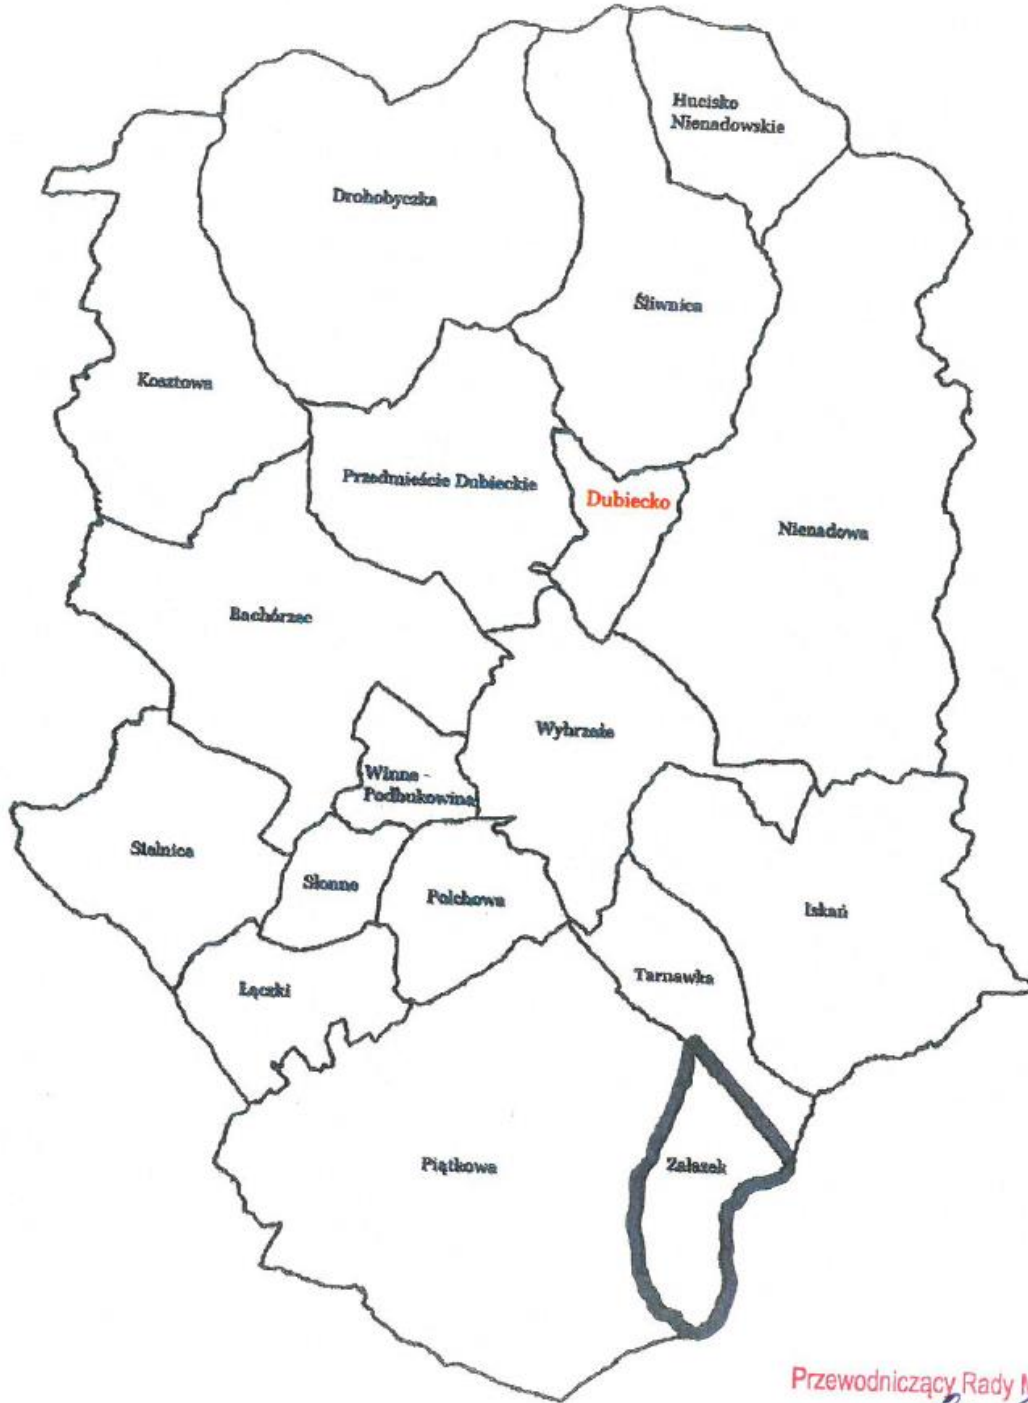 Hucisko
Nienadowskie
Drohobyczka
Śliwnica
Kosztowa
Przedmieście Dubieckie
Dubiecko
Nienadowa
Bachórzec
Wybrzeże
Winne -
Podbukowina
Sielnica
Słonne
Polchowa
Iskań
Tarnawka
Łączki
Piątkowa
Załazek
Przewodniczący Rady M